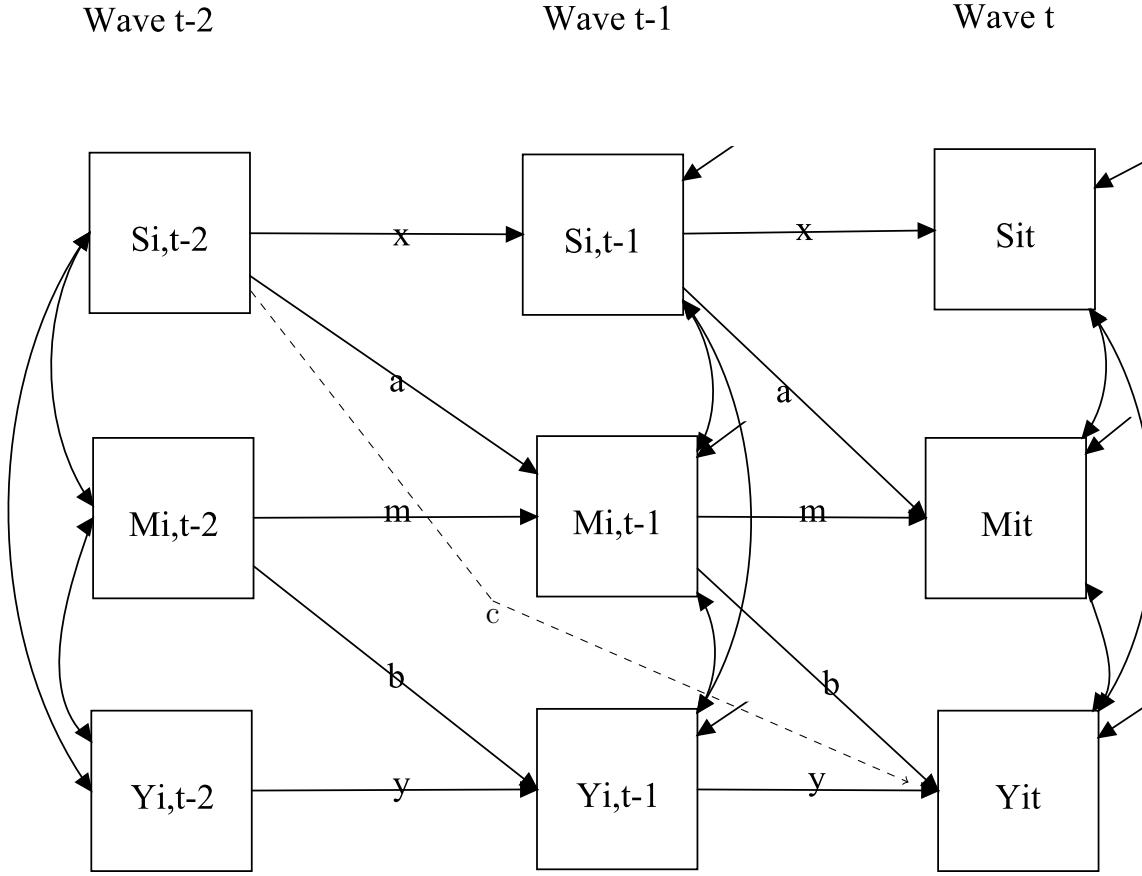 Wave t-2
Wave t-1
Wave t
Si,t-2
x
Si,t-1
x
Sit
a
a
Mi,t-2
m
Mi,t-1
m
Mit
c
b
b
Yi,t-2
y
Yi,t-1
y
Yit